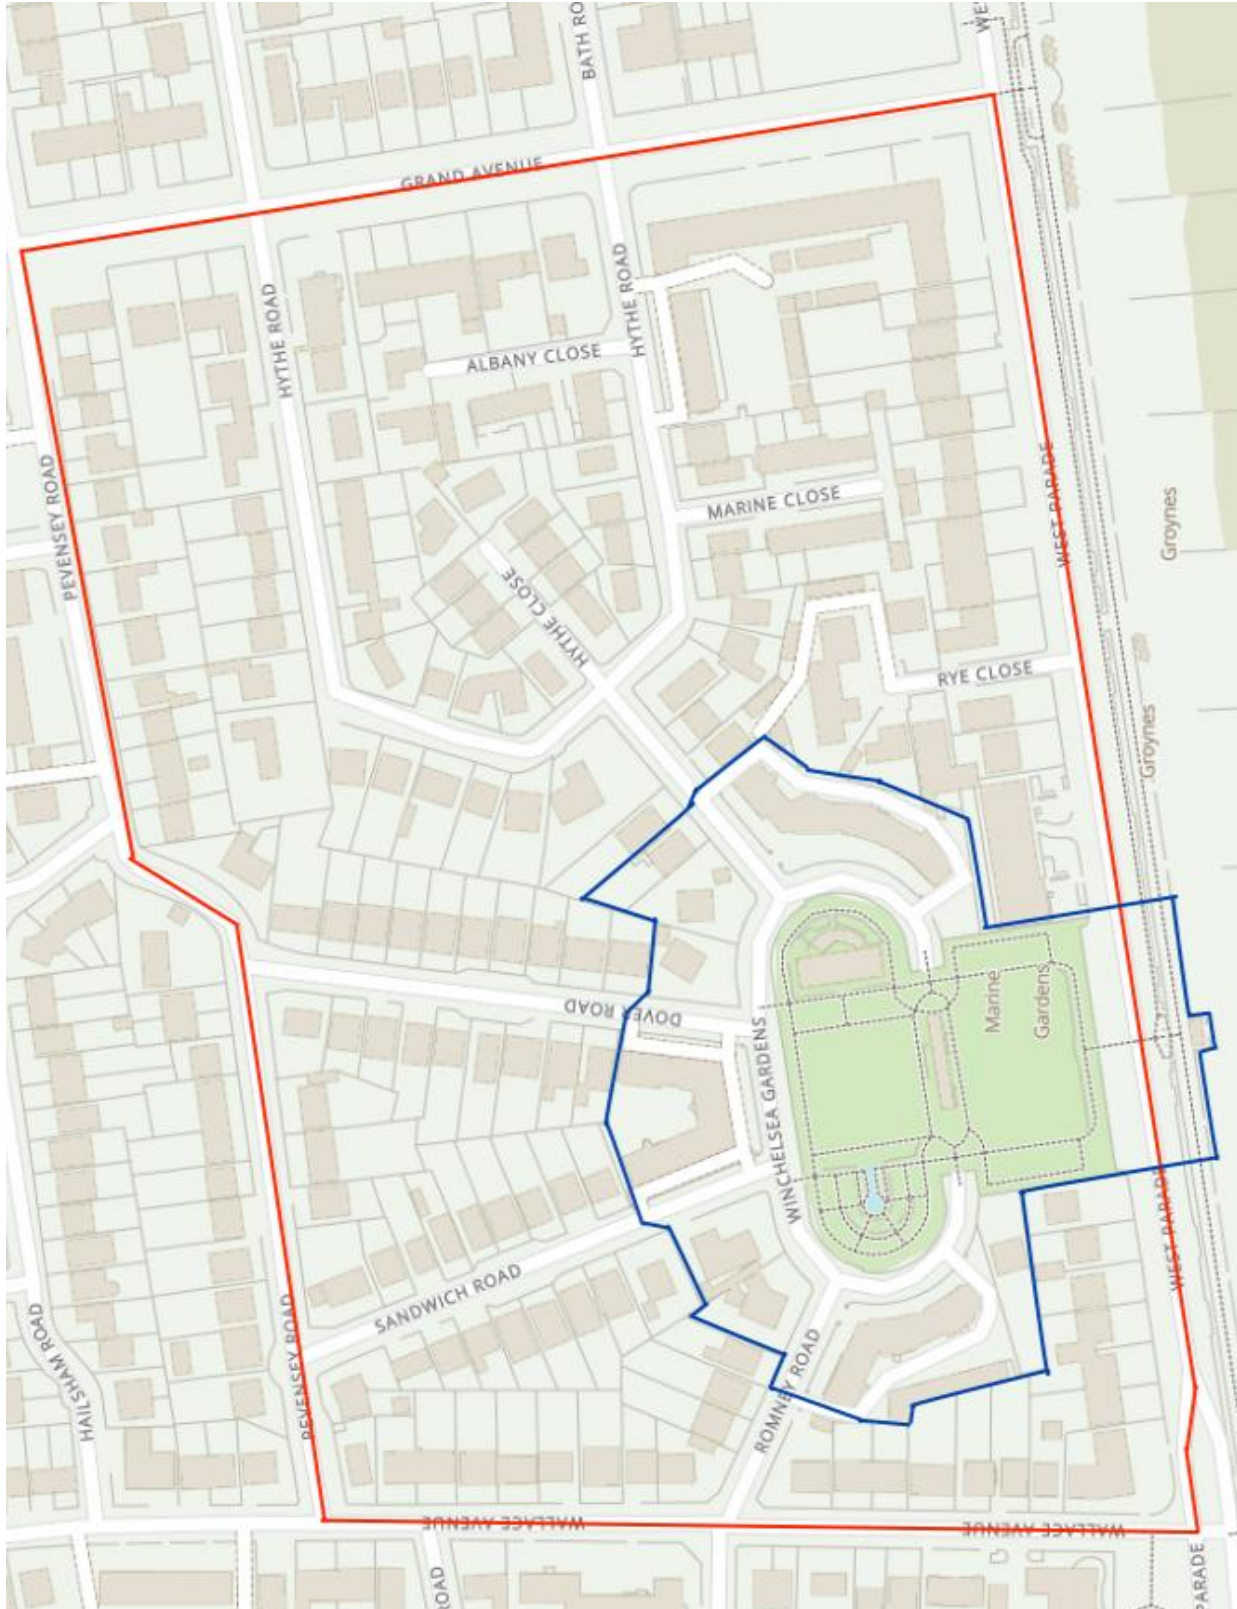 BATH RO
WE
GRAND AVENUE
HYTHE ROAD
HYTHE ROAD
ALBANY CLOSE
PEVENSEY ROAD
MARINE CLOSE
WEST PARADE
Groynes
HYTHE CLOSE
RYE CLOSE
Groynes
DOVER ROAD
Marine
Gardens
WINCHELSEA GARDENS
WEST PARADE
SANDWICH ROAD
PEVENSEY ROAD
HAILSHAM ROAD
ROMNEY ROAD
WALLACE AVENUE
WALLACE AVENUE
ROAD
PARADE